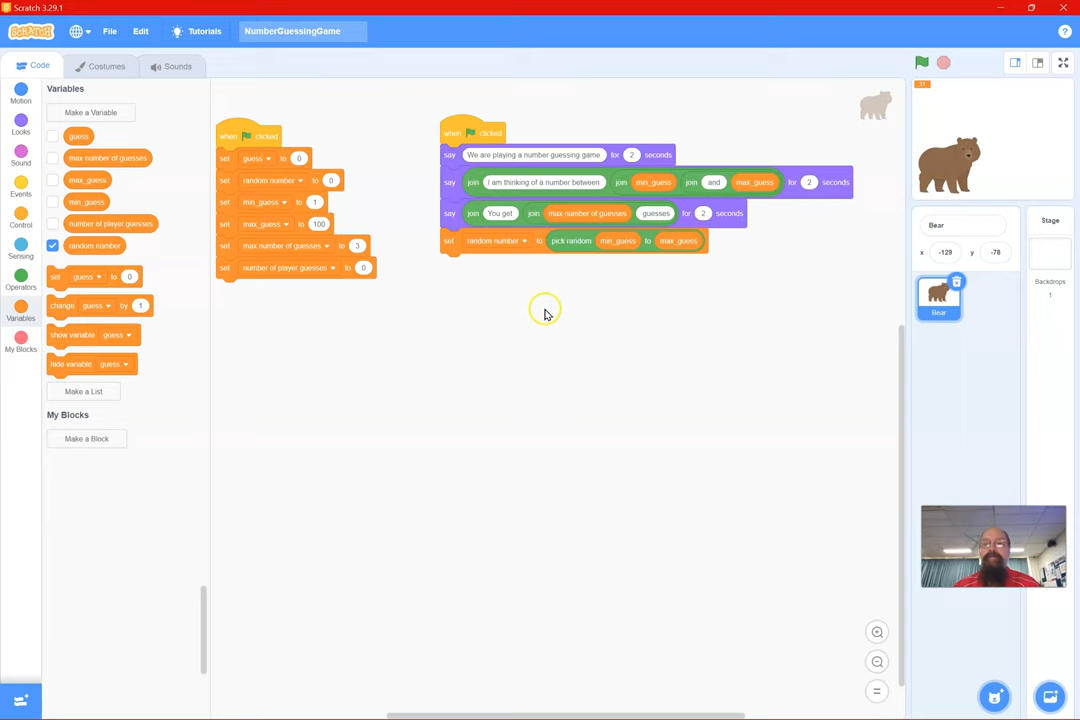 Scratch 3.29.1
SCRATCH File Edit Tutorials NumberGuessingGame
Code Costumes Sounds
Motion
Looks
Sound
Events
Control
Sensing
Operators
Variables
My Blocks
Variables
Make a Variable
guess
max number of guesses
max_guess
min_guess
number of player guesses
random number
set guess to 0
change guess by 1
show variable guess
hide variable guess
Make a List
My Blocks
Make a Block
when clicked
set guess to 0
set random number to 0
set min_guess to 1
set max_guess to 100
set max number of guesses to 3
set number of player guesses to 0
when clicked
say We are playing a number guessing game for 2 seconds
say join I am thinking of a number between join min_guess join and max_guess for 2 seconds
say join You get join max number of guesses guesses for 2 seconds
set random number to pick random min_guess to max_guess
Bear
x -129 y -78
Bear
Stage
Backdrops
1